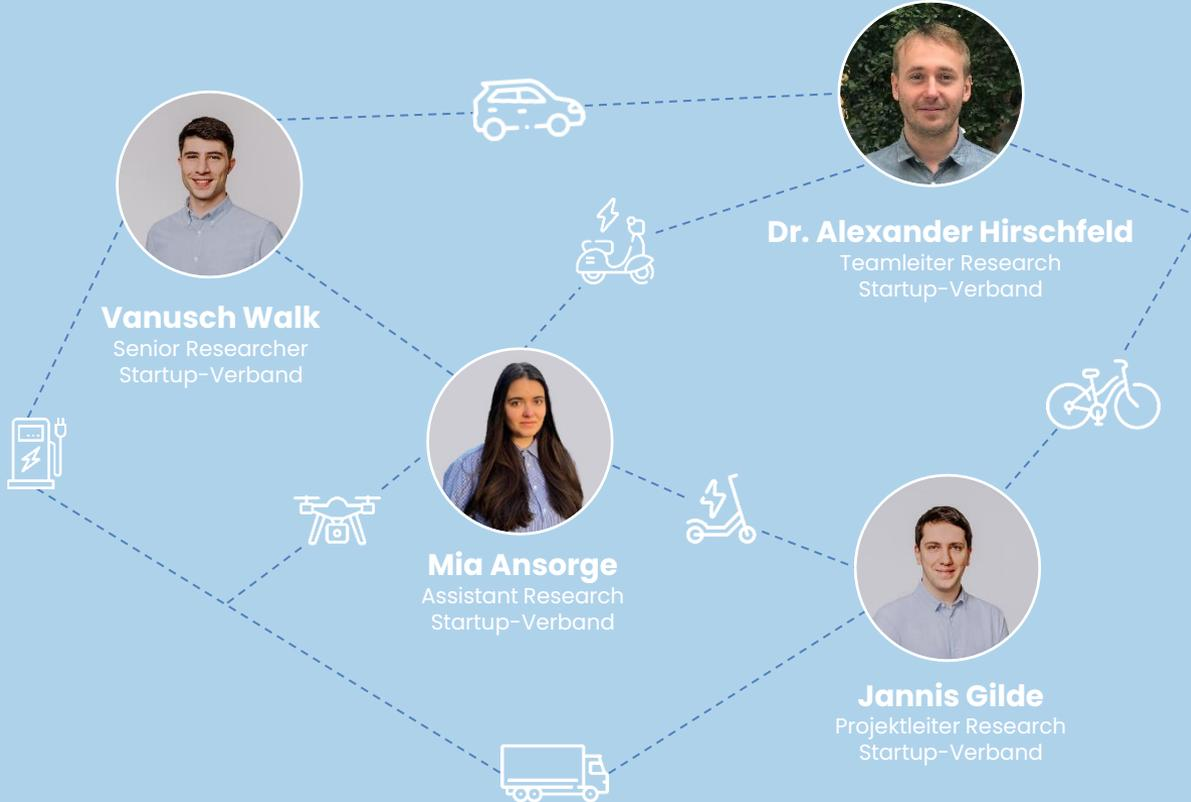 Dr. Alexander Hirschfeld
Teamleiter Research
Startup-Verband
Vanusch Walk
Senior Researcher
Startup-Verband
Mia Ansorge
Assistant Research
Startup-Verband
Jannis Gilde
Projektleiter Research
Startup-Verband